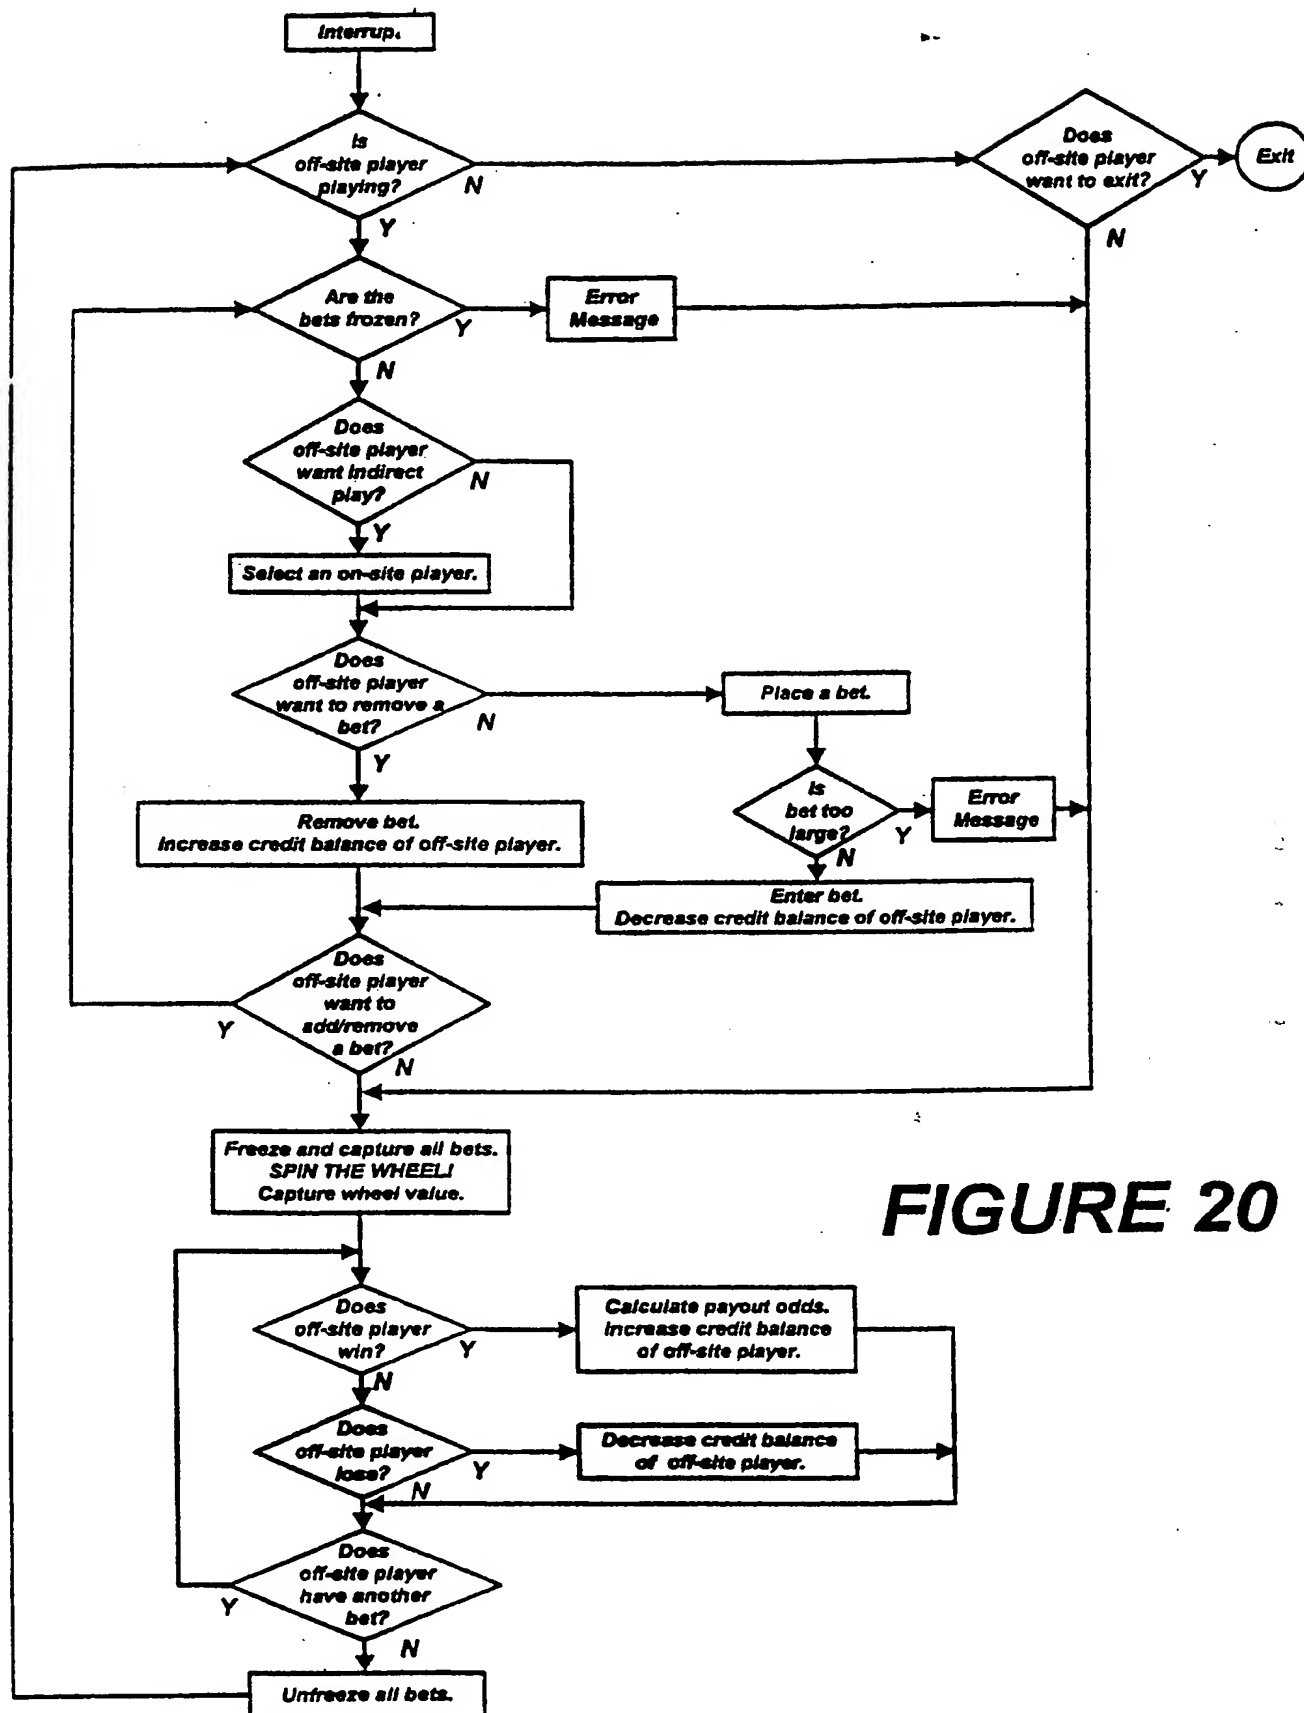 Interrup.
Is
off-site player
playing?
N
Y
Does
off-site player
want to exit?
Y
N
Exit
Are the
bets frozen?
Y
N
Error
Message
Does
off-site player
want indirect
play?
N
Y
Select an on-site player.
Does
off-site player
want to remove a
bet?
N
Y
Place a bet.
Is
bet too
large?
Y
N
Error
Message
Remove bet.
Increase credit balance of off-site player.
Enter bet.
Decrease credit balance of off-site player.
Does
off-site player
want to
add/remove
a bet?
Y
N
Freeze and capture all bets.
SPIN THE WHEEL!
Capture wheel value.
FIGURE 20
Does
off-site player
win?
Y
N
Calculate payout odds.
Increase credit balance
of off-site player.
Does
off-site player
lose?
Y
N
Decrease credit balance
of off-site player.
Does
off-site player
have another
bet?
Y
N
Unfreeze all bets.